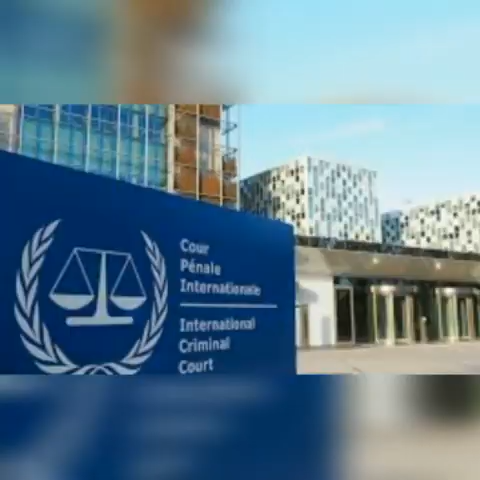 Cour
Pénale
Internationale
International
Criminal
Court